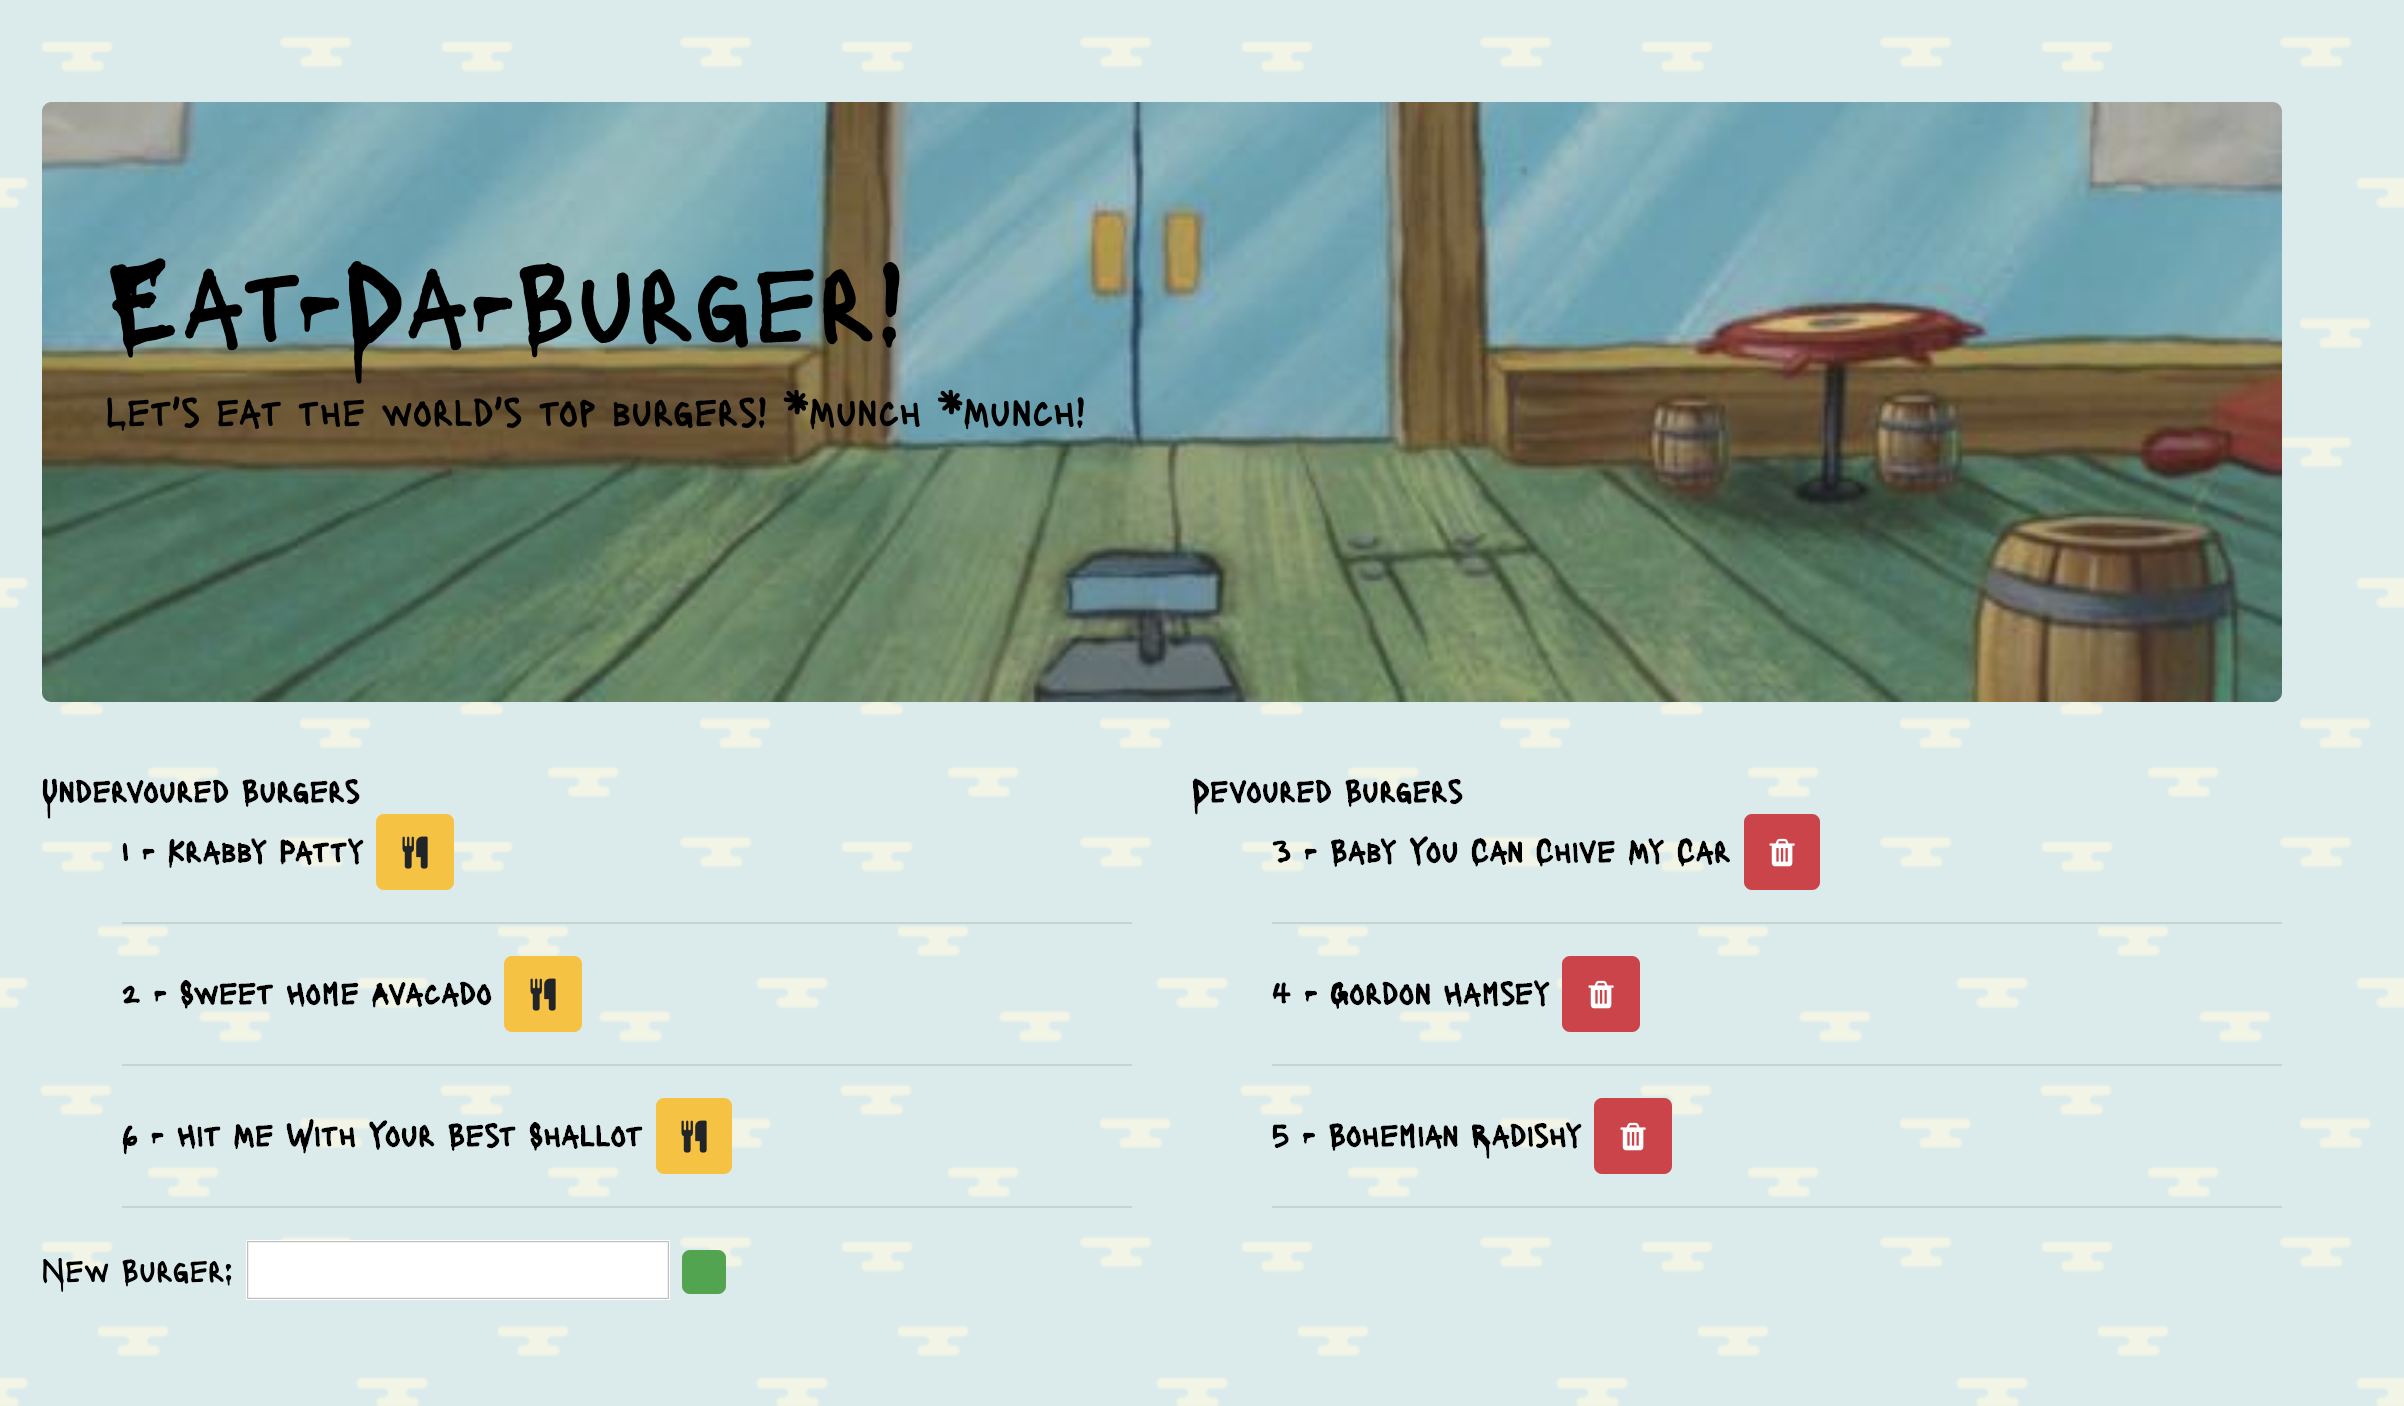 Eat-Da-Burger!
Let's eat the world's top burgers! *munch *munch!
Undervoured Burgers
1 - Krabby Patty
2 - Sweet Home Avacado
6 - Hit Me With Your Best Shallot
New Burger:
Devoured Burgers
3 - Baby You Can Chive My Car
4 - Gordon Hamsey
5 - Bohemian Radishy